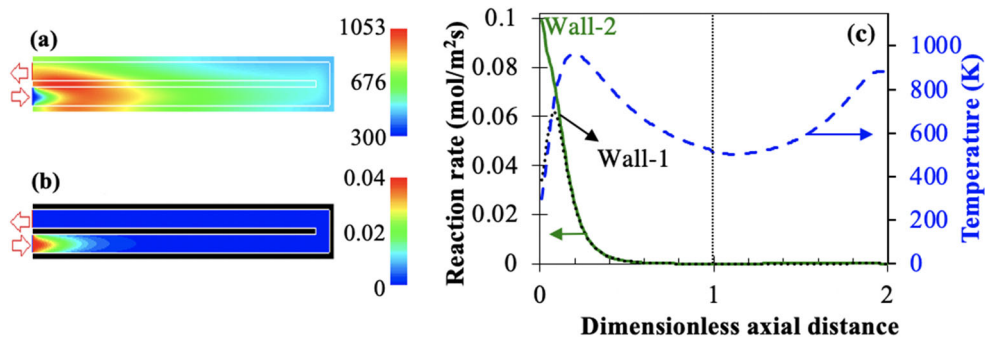 (a)
1053
676
300
(b)
0.04
0.02
0
(c)
Wall-2
Wall-1
Reaction rate (mol/m²s)
0.1
0.08
0.06
0.04
0.02
0
Temperature (K)
1000
800
600
400
200
0
0
1
2
Dimensionless axial distance